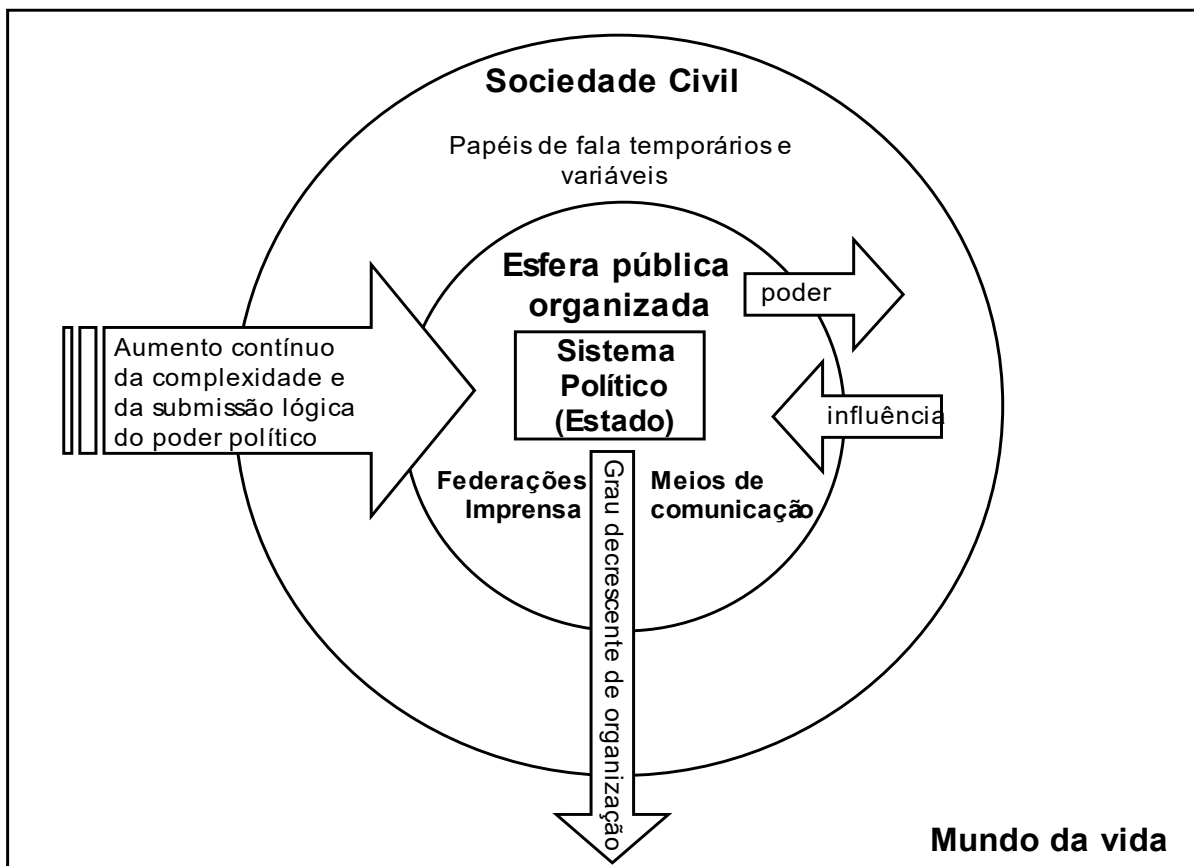 Sociedade Civil
Papéis de fala temporários e
variáveis
Esfera pública
organizada
poder
Sistema
Político
(Estado)
Aumento contínuo
da complexidade e
da submissão lógica
do poder político
influência
Federações
Imprensa
Meios de
comunicação
Grau decrescente de organização
Mundo da vida